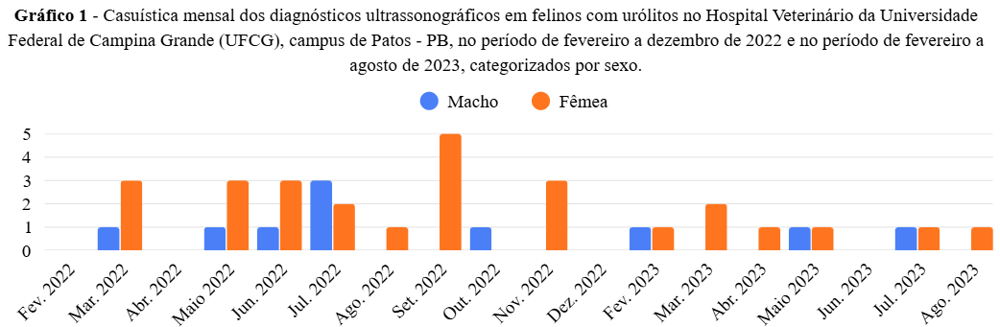 Gráfico 1 - Casuística mensal dos diagnósticos ultrassonográficos em felinos com urólitos no Hospital Veterinário da Universidade
Federal de Campina Grande (UFCG), campus de Patos - PB, no período de fevereiro a dezembro de 2022 e no período de fevereiro a
agosto de 2023, categorizados por sexo.
Macho Fêmea
5
4
3
2
1
0
Fev. 2022
Mar. 2022
Abr. 2022
Maio 2022
Jun. 2022
Jul. 2022
Ago. 2022
Set. 2022
Out. 2022
Nov. 2022
Dez. 2022
Fev. 2023
Mar. 2023
Abr. 2023
Maio 2023
Jun. 2023
Jul. 2023
Ago. 2023